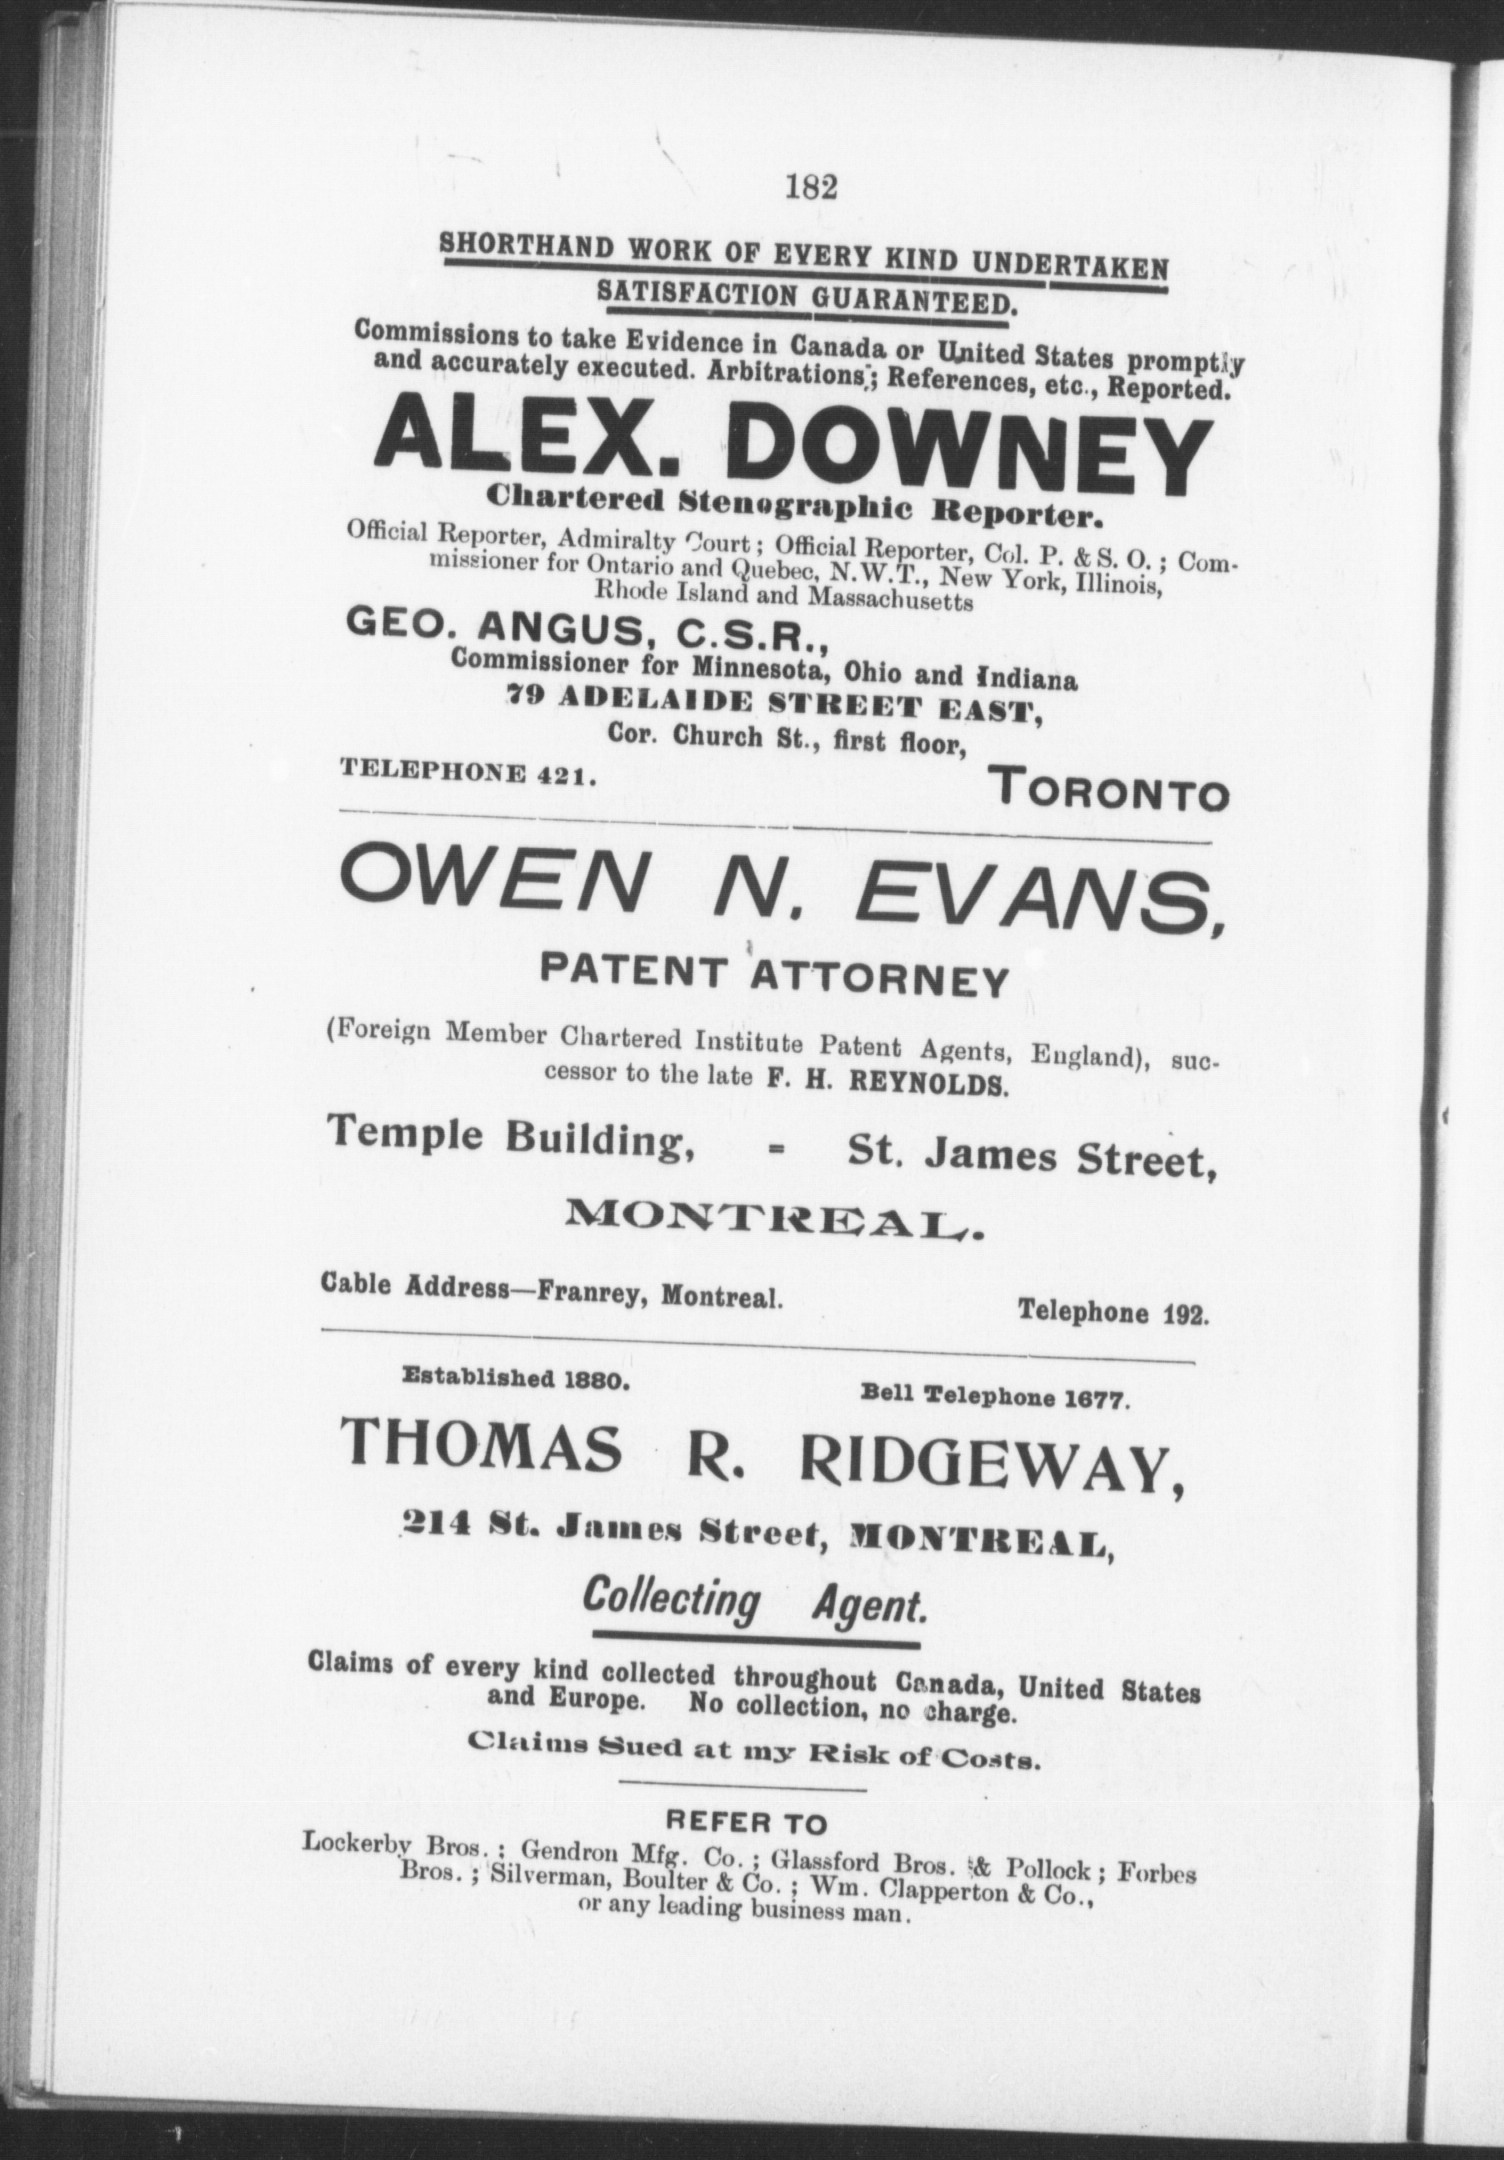 182
SHORTHAND WORK OF EVERY KIND UNDERTAKEN
SATISFACTION GUARANTEED.
Commissions to take Evidence in Canada or United States promptly
and accurately executed. Arbitrations; References, etc., Reported.
ALEX. DOWNEY
Chartered Stenographic Reporter.
Official Reporter, Admiralty Court; Official Reporter, Col. P. & S. O.; Com-
missioner for Ontario and Quebec, N.W.T., New York, Illinois,
Rhode Island and Massachusetts
GEO. ANGUS, C.S.R.,
Commissioner for Minnesota, Ohio and Indiana
79 ADELAIDE STREET EAST,
Cor. Church St., first floor,
TELEPHONE 421. TORONTO
OWEN N. EVANS,
PATENT ATTORNEY
(Foreign Member Chartered Institute Patent Agents, England), suc-
cessor to the late F. H. REYNOLDS.
Temple Building, - St. James Street,
MONTREAL.
Cable Address—Franrey, Montreal. Telephone 192.
Established 1880. Bell Telephone 1677.
THOMAS R. RIDGEWAY,
214 St. James Street, MONTREAL,
Collecting Agent.
Claims of every kind collected throughout Canada, United States
and Europe. No collection, no charge.
Claims Sued at my Risk of Costs.
REFER TO
Lockerby Bros.; Gendron Mfg. Co.; Glassford Bros. & Pollock; Forbes
Bros.; Silverman, Boulter & Co.; Wm. Clapperton & Co.,
or any leading business man.